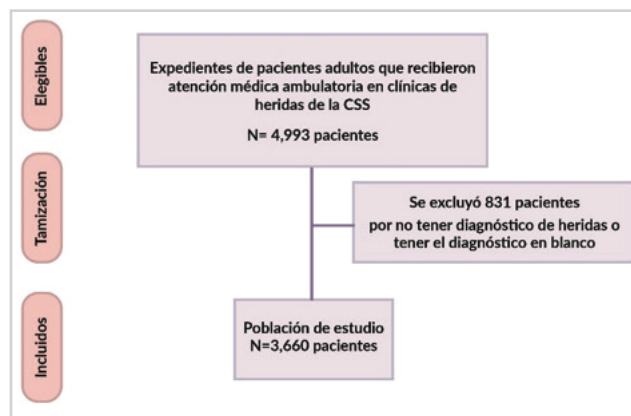 Elegibles
Expedientes de pacientes adultos que recibieron
atención médica ambulatoria en clínicas de
heridas de la CSS
N= 4,993 pacientes
Tamización
Se excluyó 831 pacientes
por no tener diagnóstico de heridas o
tener el diagnóstico en blanco
Incluidos
Población de estudio
N=3,660 pacientes